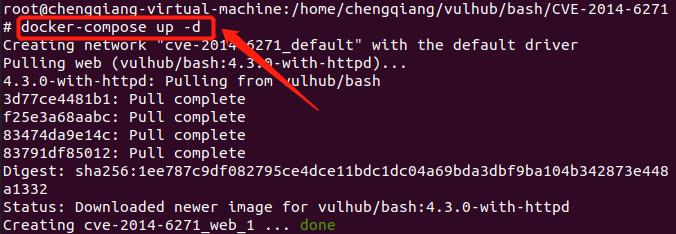 root@chengqiang-virtual-machine:/home/chengqiang/vulhub/bash/CVE-2014-6271
# docker-compose up -d
Creating network "cve-2014-6271_default" with the default driver
Pulling web (vulhub/bash:4.3.0-with-httpd)...
4.3.0-with-httpd: Pulling from vulhub/bash
3d77ce4481b1: Pull complete
f25e3a68aabc: Pull complete
83474da9e14c: Pull complete
83791df85012: Pull complete
Digest: sha256:1ee787c9df082795ce4dce11bdc1dc04a69bda3dbf9ba104b342873e448
a1332
Status: Downloaded newer image for vulhub/bash:4.3.0-with-httpd
Creating cve-2014-6271_web_1 ... done